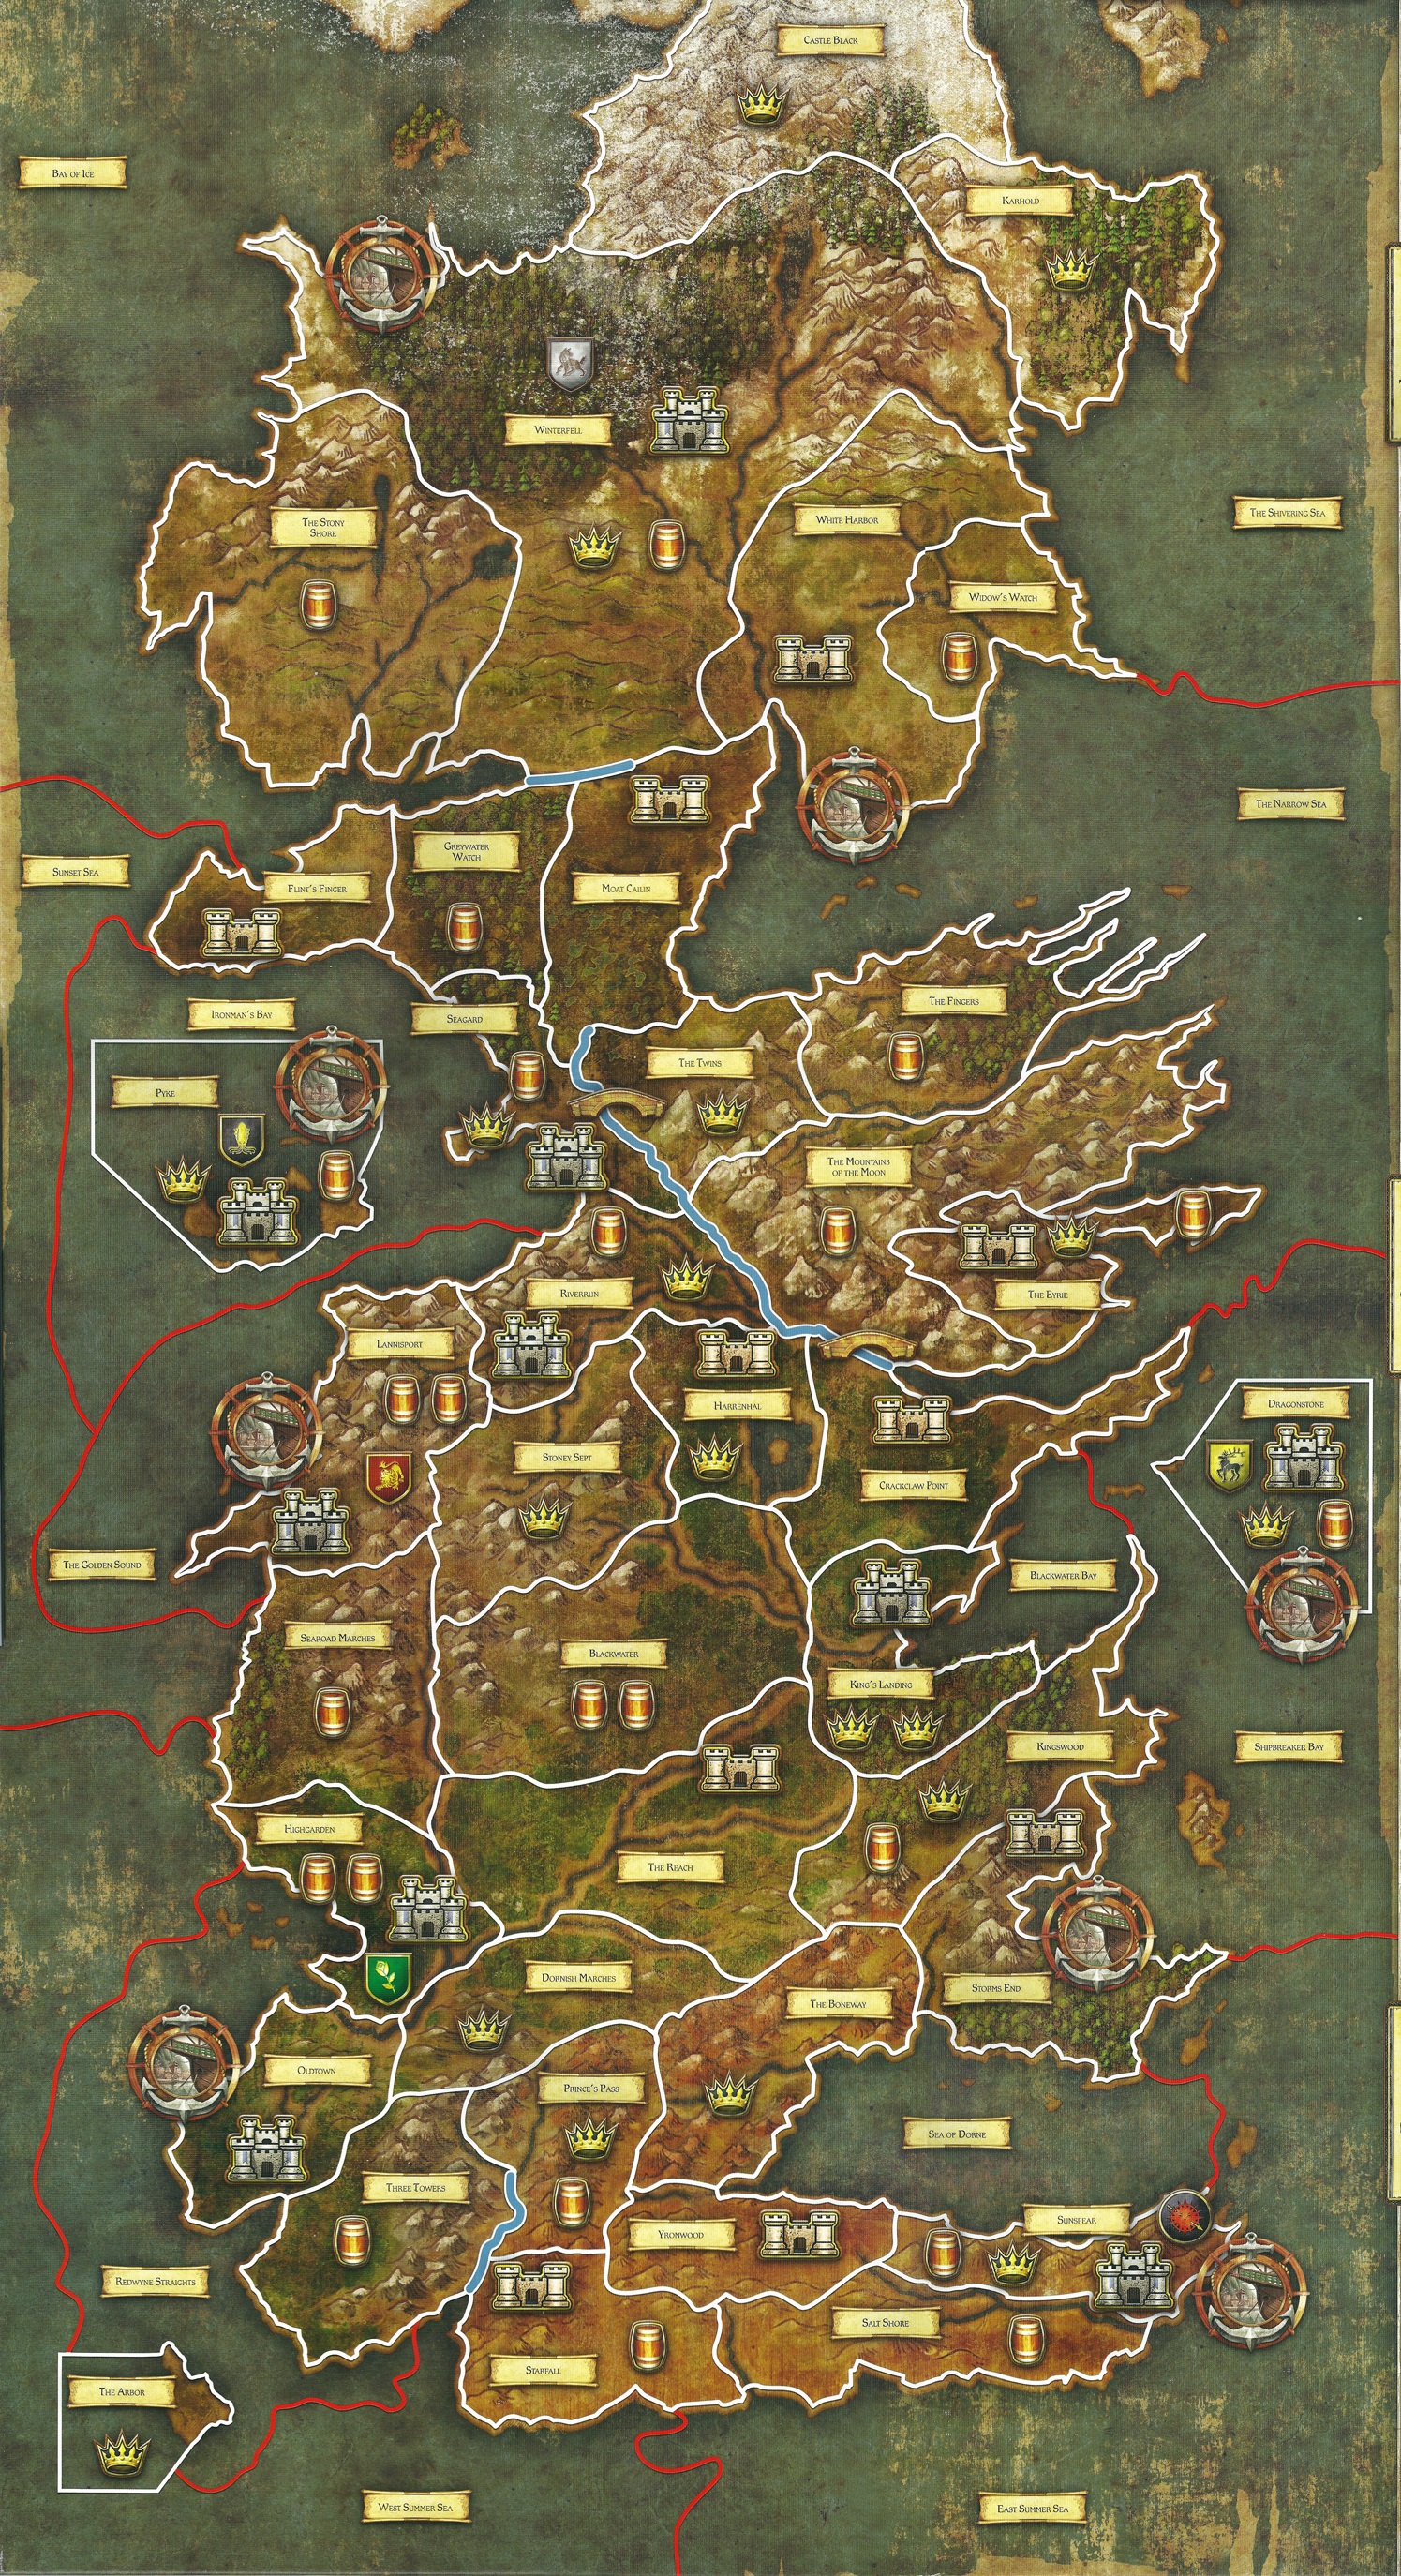 Castle Black
Bay of Ice
Karhold
Winterfell
The Stony
Shore
White Harbor
The Shivering Sea
Widow's Watch
The Narrow Sea
Greywater
Watch
Sunset Sea
Flint's Finger
Moat Cailin
The Fingers
Ironman's Bay
Seagard
The Twins
Pyke
The Mountains
of the Moon
Riverrun
The Eyrie
Lannisport
Harrenhal
Dragonstone
Stoney Sept
Crackclaw Point
The Golden Sound
Blackwater Bay
Searoad Marches
Blackwater
King's Landing
Kingswood
Shipbreaker Bay
Highgarden
The Reach
Dornish Marches
Storms End
The Boneway
Oldtown
Prince's Pass
Sea of Dorne
Three Towers
Sunspear
Yronwood
Redwyne Straights
Salt Shore
Starfall
The Arbor
West Summer Sea
East Summer Sea